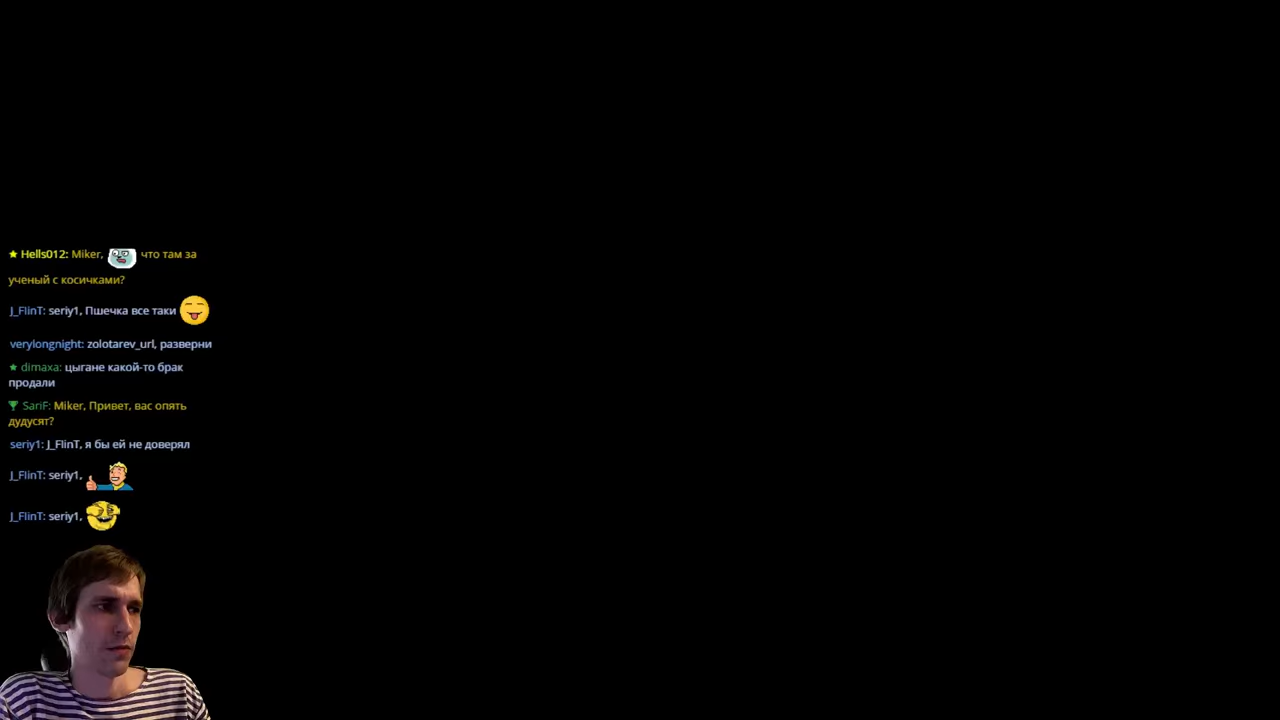 Hells012: Miker, что там за
ученый с косичками?
J_FlinT: seriy1, Пшечка все таки
verylongnight: zolotarev_url, разверни
dimaxa: цыгане какой-то брак
продали
SariF: Miker, Привет, вас опять
дудусят?
seriy1: J_FlinT, я бы ей не доверял
J_FlinT: seriy1,
J_FlinT: seriy1,